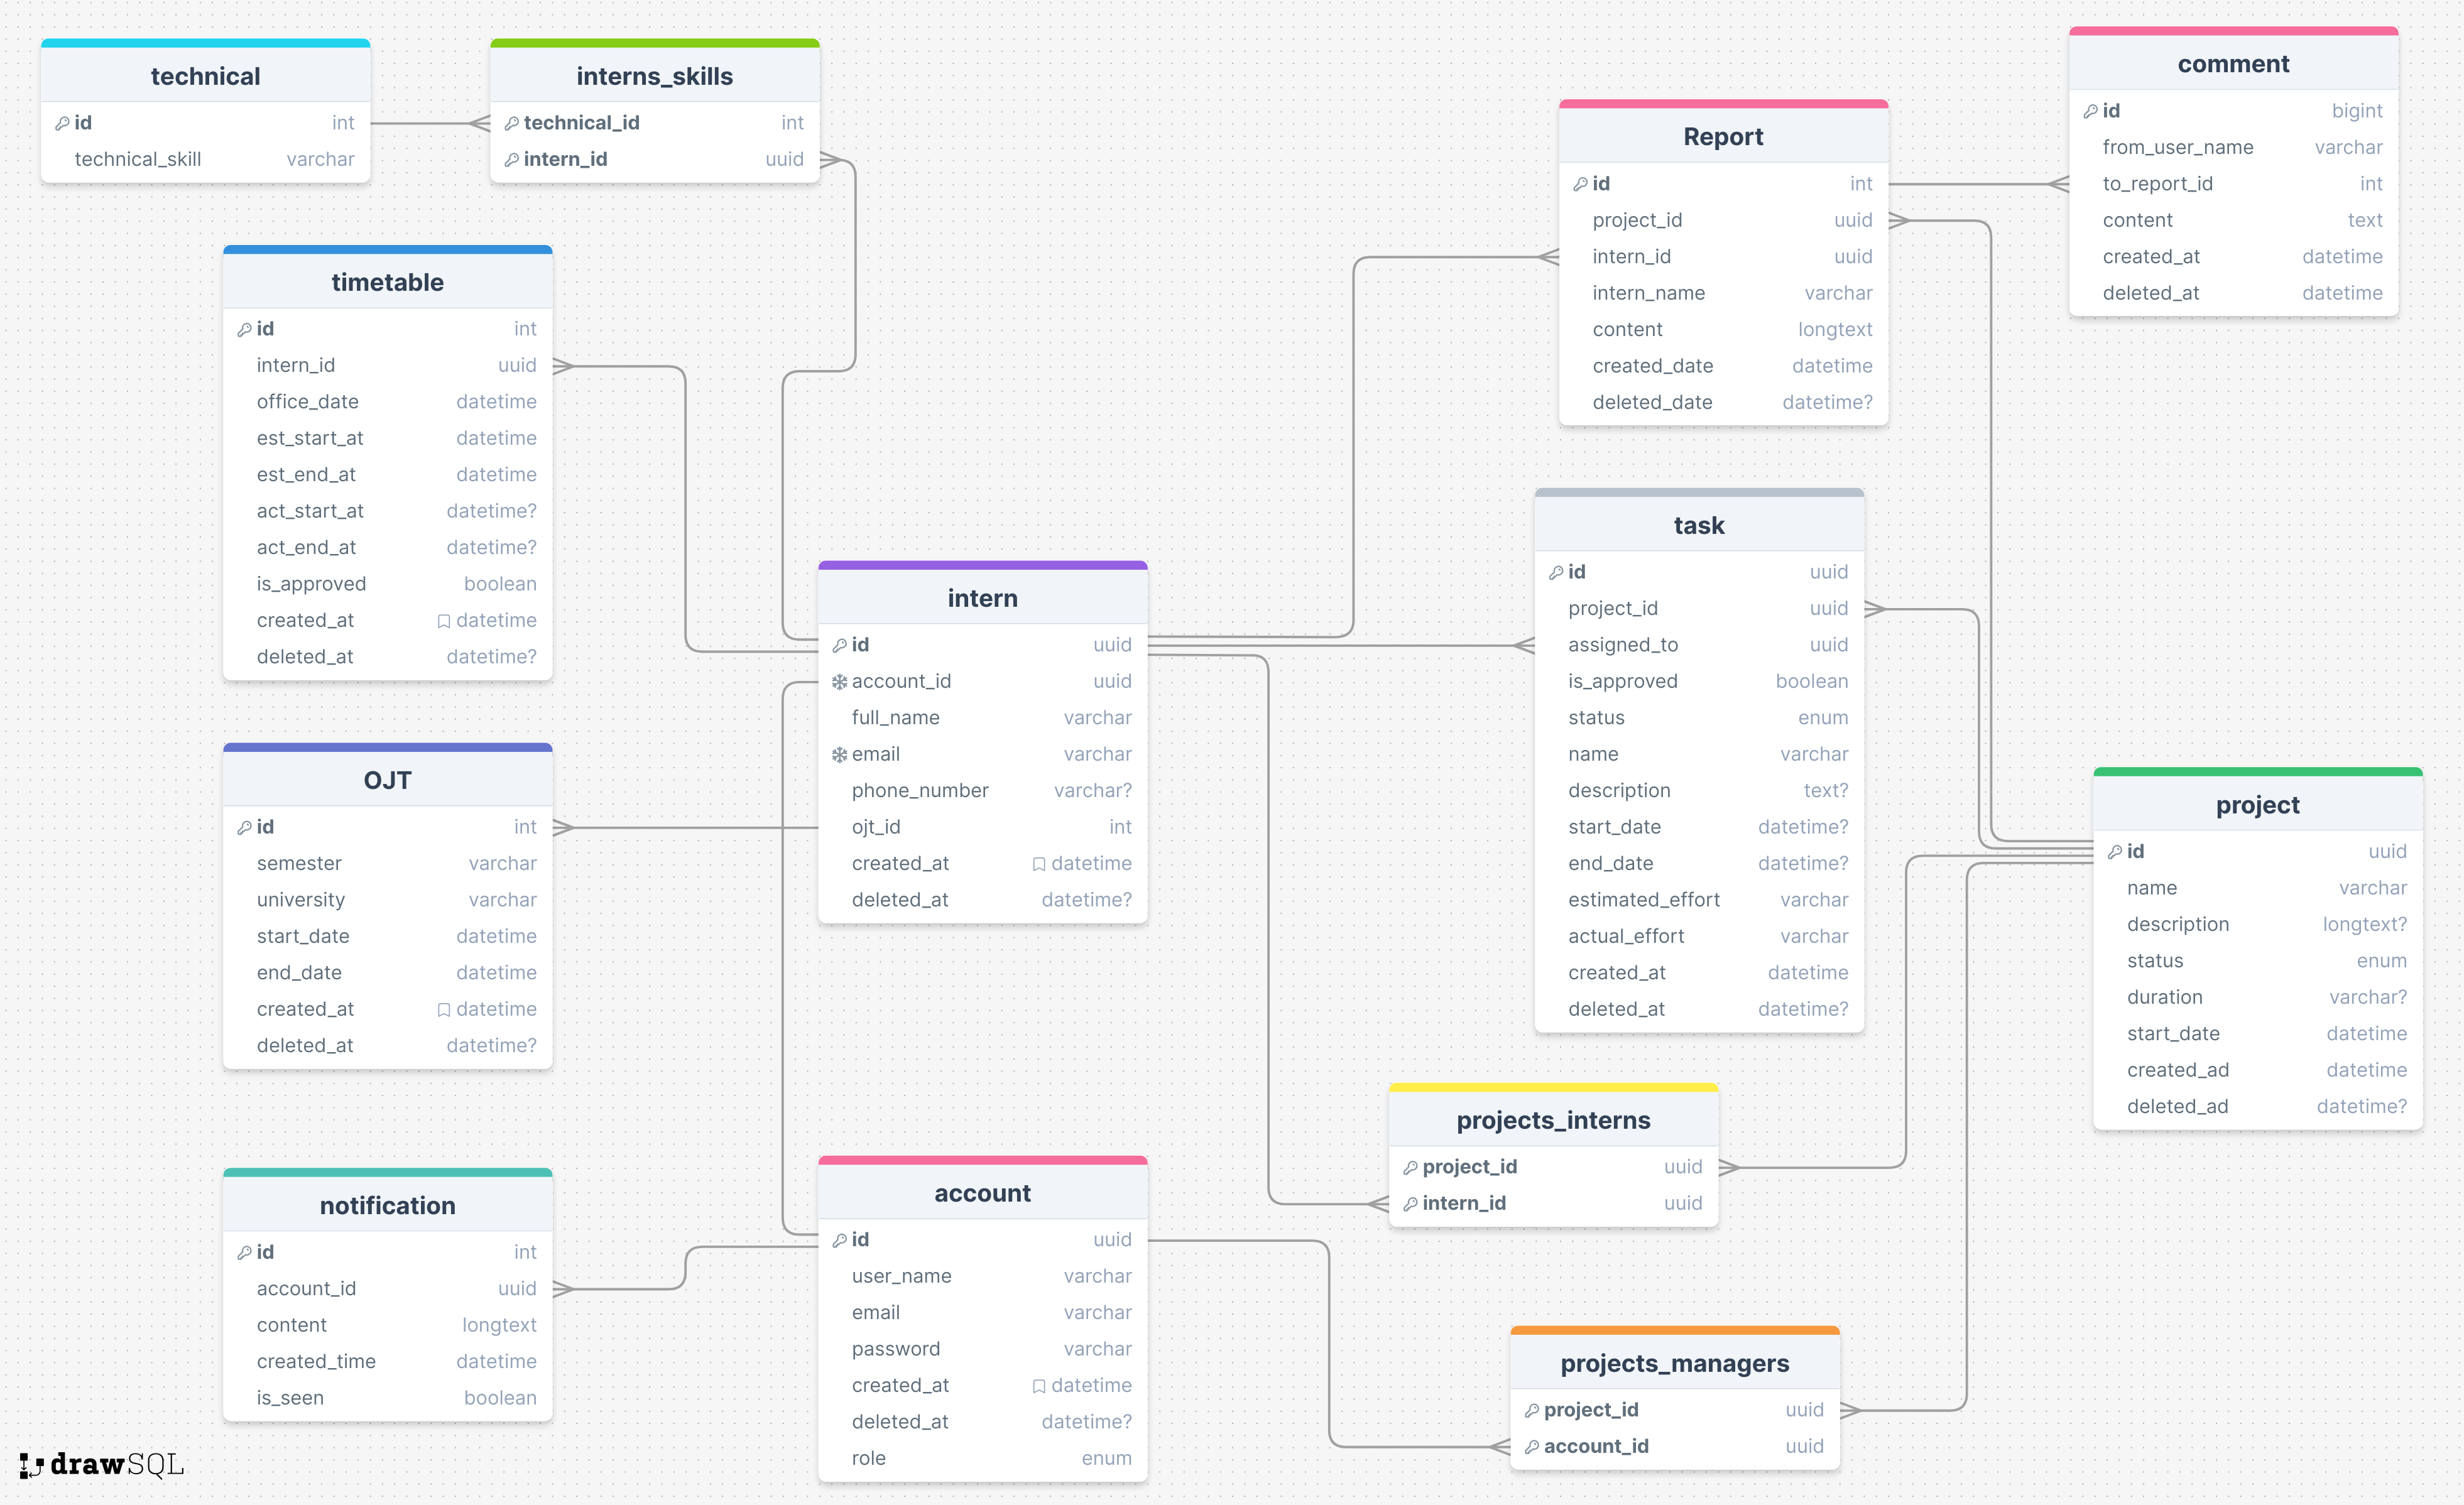 technical
id int
technical_skill varchar
interns_skills
technical_id int
intern_id uuid
comment
id bigint
from_user_name varchar
to_report_id int
content text
created_at datetime
deleted_at datetime
Report
id int
project_id uuid
intern_id uuid
intern_name varchar
content longtext
created_date datetime
deleted_date datetime?
timetable
id int
intern_id uuid
office_date datetime
est_start_at datetime
est_end_at datetime
act_start_at datetime?
act_end_at datetime?
is_approved boolean
created_at datetime
deleted_at datetime?
intern
id uuid
account_id uuid
full_name varchar
email varchar
phone_number varchar?
ojt_id int
created_at datetime
deleted_at datetime?
task
id uuid
project_id uuid
assigned_to uuid
is_approved boolean
status enum
name varchar
description text?
start_date datetime?
end_date datetime?
estimated_effort varchar
actual_effort varchar
created_at datetime
deleted_at datetime?
OJT
id int
semester varchar
university varchar
start_date datetime
end_date datetime
created_at datetime
deleted_at datetime?
project
id uuid
name varchar
description longtext?
status enum
duration varchar?
start_date datetime
created_ad datetime
deleted_ad datetime?
projects_interns
project_id uuid
intern_id uuid
notification
id int
account_id uuid
content longtext
created_time datetime
is_seen boolean
account
id uuid
user_name varchar
email varchar
password varchar
created_at datetime
deleted_at datetime?
role enum
projects_managers
project_id uuid
account_id uuid
drawSQL